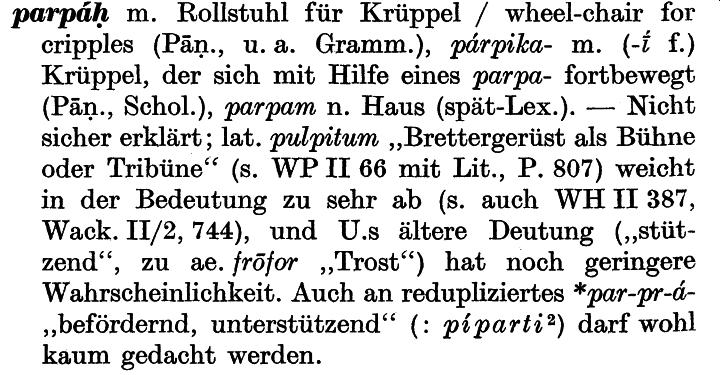 parpáḥ m. Rollstuhl für Krüppel / wheel-chair for
cripples (Pāṇ., u. a. Gramm.), párpika- m. (-ī́ f.)
Krüppel, der sich mit Hilfe eines parpa- fortbewegt
(Pāṇ., Schol.), parpam n. Haus (spät-Lex.). — Nicht
sicher erklärt; lat. pulpitum „Brettergerüst als Bühne
oder Tribüne“ (s. WP II 66 mit Lit., P. 807) weicht
in der Bedeutung zu sehr ab (s. auch WH II 387,
Wack. II/2, 744), und U.s ältere Deutung („stüt-
zend“, zu ae. frōfor „Trost“) hat noch geringere
Wahrscheinlichkeit. Auch an redupliziertes *par-pr-á-
„befördernd, unterstützend“ (: píparti²) darf wohl
kaum gedacht werden.